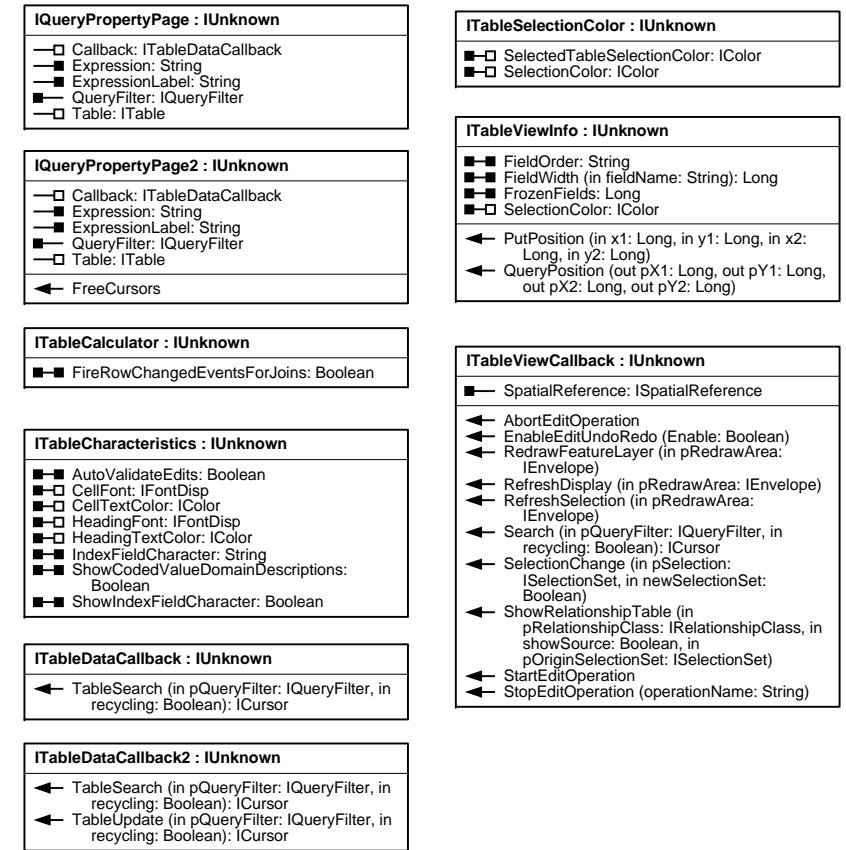 IQueryPropertyPage : IUnknown
Callback: ITableDataCallback
Expression: String
ExpressionLabel: String
QueryFilter: IQueryFilter
Table: ITable
IQueryPropertyPage2 : IUnknown
Callback: ITableDataCallback
Expression: String
ExpressionLabel: String
QueryFilter: IQueryFilter
Table: ITable
FreeCursors
ITableCalculator : IUnknown
FireRowChangedEventsForJoins: Boolean
ITableCharacteristics : IUnknown
AutoValidateEdits: Boolean
CellFont: IFontDisp
CellTextColor: IColor
HeadingFont: IFontDisp
HeadingTextColor: IColor
IndexFieldCharacter: String
ShowCodedValueDomainDescriptions:
Boolean
ShowIndexFieldCharacter: Boolean
ITableDataCallback : IUnknown
TableSearch (in pQueryFilter: IQueryFilter, in
recycling: Boolean): ICursor
ITableDataCallback2 : IUnknown
TableSearch (in pQueryFilter: IQueryFilter, in
recycling: Boolean): ICursor
TableUpdate (in pQueryFilter: IQueryFilter, in
recycling: Boolean): ICursor
ITableSelectionColor : IUnknown
SelectedTableSelectionColor: IColor
SelectionColor: IColor
ITableViewInfo : IUnknown
FieldOrder: String
FieldWidth (in fieldName: String): Long
FrozenFields: Long
SelectionColor: IColor
PutPosition (in x1: Long, in y1: Long, in x2:
Long, in y2: Long)
QueryPosition (out pX1: Long, out pY1: Long,
out pX2: Long, out pY2: Long)
ITableViewCallback : IUnknown
SpatialReference: ISpatialReference
AbortEditOperation
EnableEditUndoRedo (Enable: Boolean)
RedrawFeatureLayer (in pRedrawArea:
IEnvelope)
RefreshDisplay (in pRedrawArea: IEnvelope)
RefreshSelection (in pRedrawArea:
IEnvelope)
Search (in pQueryFilter: IQueryFilter, in
recycling: Boolean): ICursor
SelectionChange (in pSelection:
ISelectionSet, in newSelectionSet:
Boolean)
ShowRelationshipTable (in
pRelationshipClass: IRelationshipClass, in
showSource: Boolean, in
pOriginSelectionSet: ISelectionSet)
StartEditOperation
StopEditOperation (operationName: String)